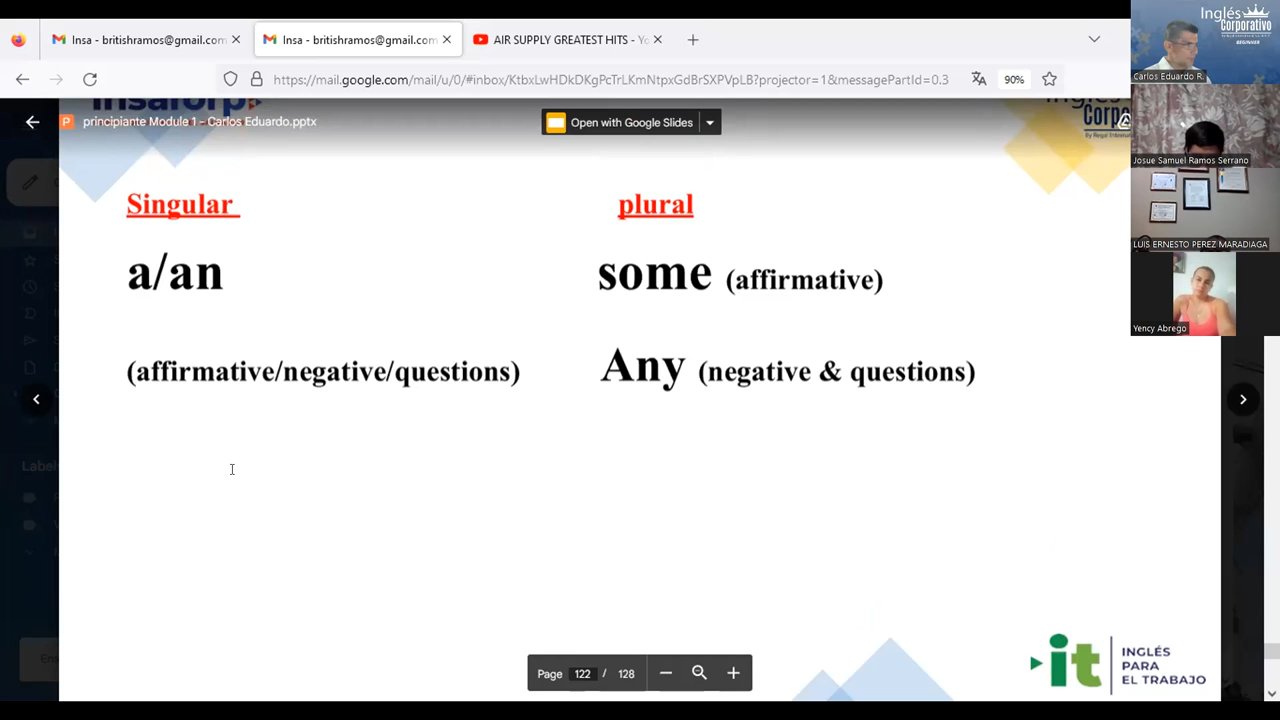 Insa - britishramos@gmail.com
Insa - britishramos@gmail.com
AIR SUPPLY GREATEST HITS - Yo
https://mail.google.com/mail/u/0/#inbox/KtbxLwHDkDKgPcTrLKmNtpxGdBrSXPVpLB?projector=1&messagePartId=0.3
90%
principiante Module 1 - Carlos Eduardo.pptx
Open with Google Slides
Singular
plural
a/an
some (affirmative)
(affirmative/negative/questions)
Any (negative & questions)
Page 122 / 128
it
INGLÉS
PARA
EL TRABAJO
Inglés
Corporativo
BEGINNER
Carlos Eduardo R.
Josue Samuel Ramos Serrano
LUIS ERNESTO PEREZ MARADIAGA
Yency Abrego
Label